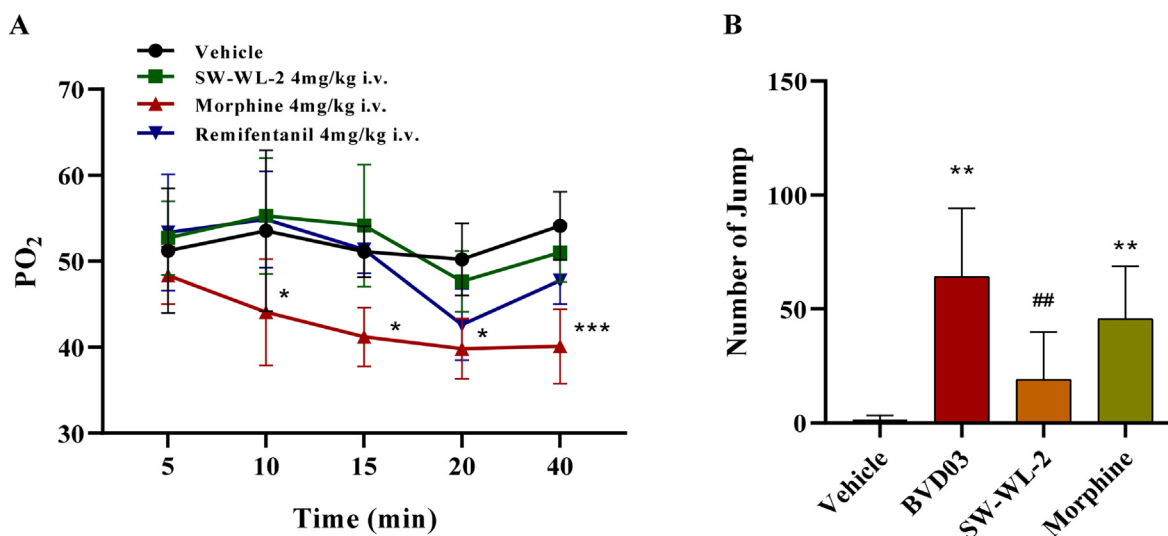 A
Vehicle
SW-WL-2 4mg/kg i.v.
Morphine 4mg/kg i.v.
Remifentanil 4mg/kg i.v.
70
60
50
40
30
PO2
*
*
*
***
5 10 15 20 40
Time (min)
B
150
100
50
0
Number of Jump
**
##
**
Vehicle
BVD03
SW-WL-2
Morphine